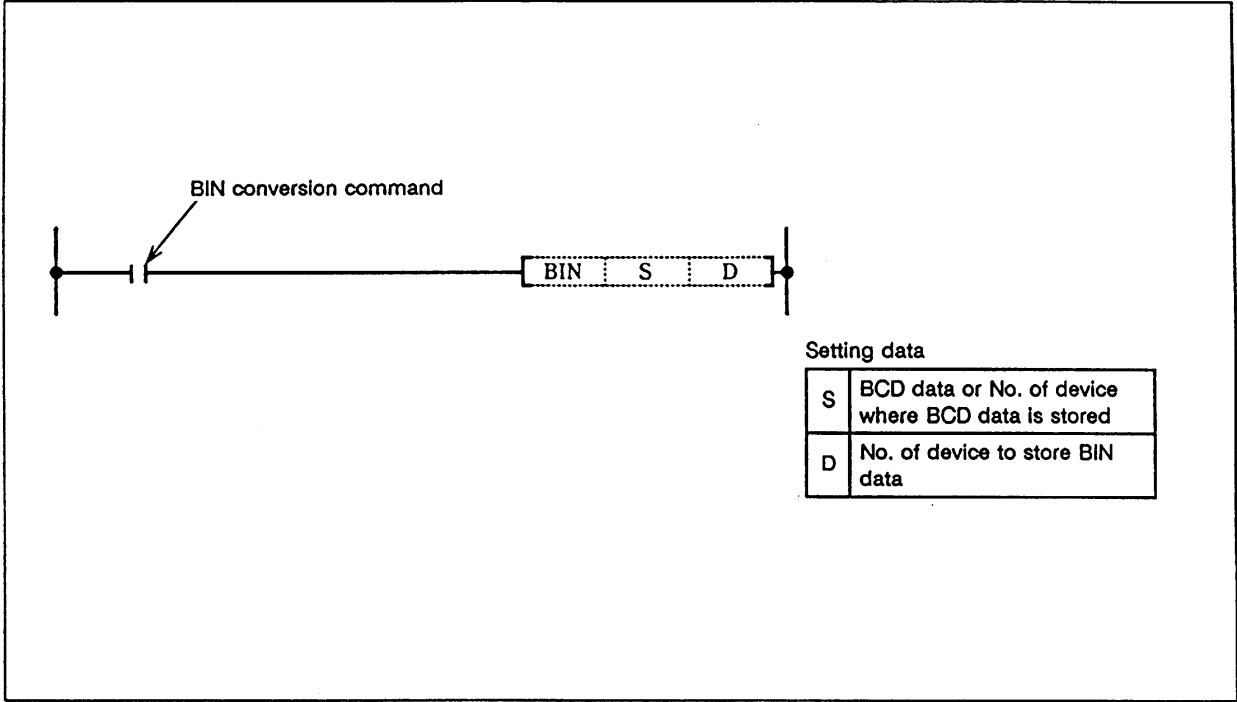 BIN conversion command
BIN S D
Setting data
S BCD data or No. of device
where BCD data is stored
D No. of device to store BIN
data